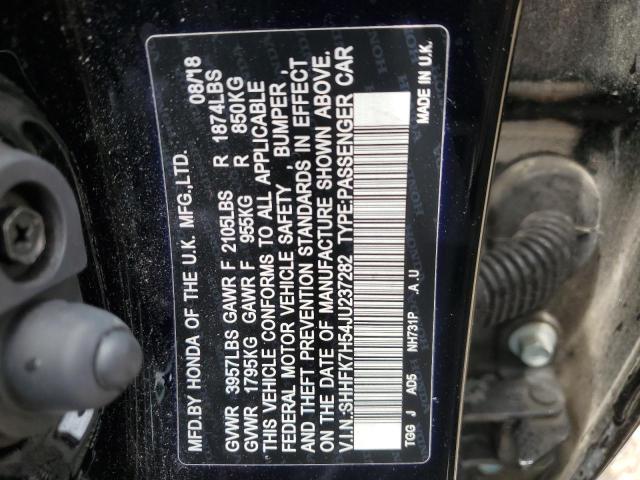 MFD.BY HONDA OF THE U.K. MFG.,LTD. 08/18
GVWR 3957LBS GAWR F 2105LBS R 1874LBS
GVWR 1795KG GAWR F 955KG R 850KG
THIS VEHICLE CONFORMS TO ALL APPLICABLE
FEDERAL MOTOR VEHICLE SAFETY , BUMPER ,
AND THEFT PREVENTION STANDARDS IN EFFECT
ON THE DATE OF MANUFACTURE SHOWN ABOVE.
V.I.N.:SHHFK7H54JU237282 TYPE:PASSENGER CAR
TGG J AD5 NH731P A U MADE IN U.K.